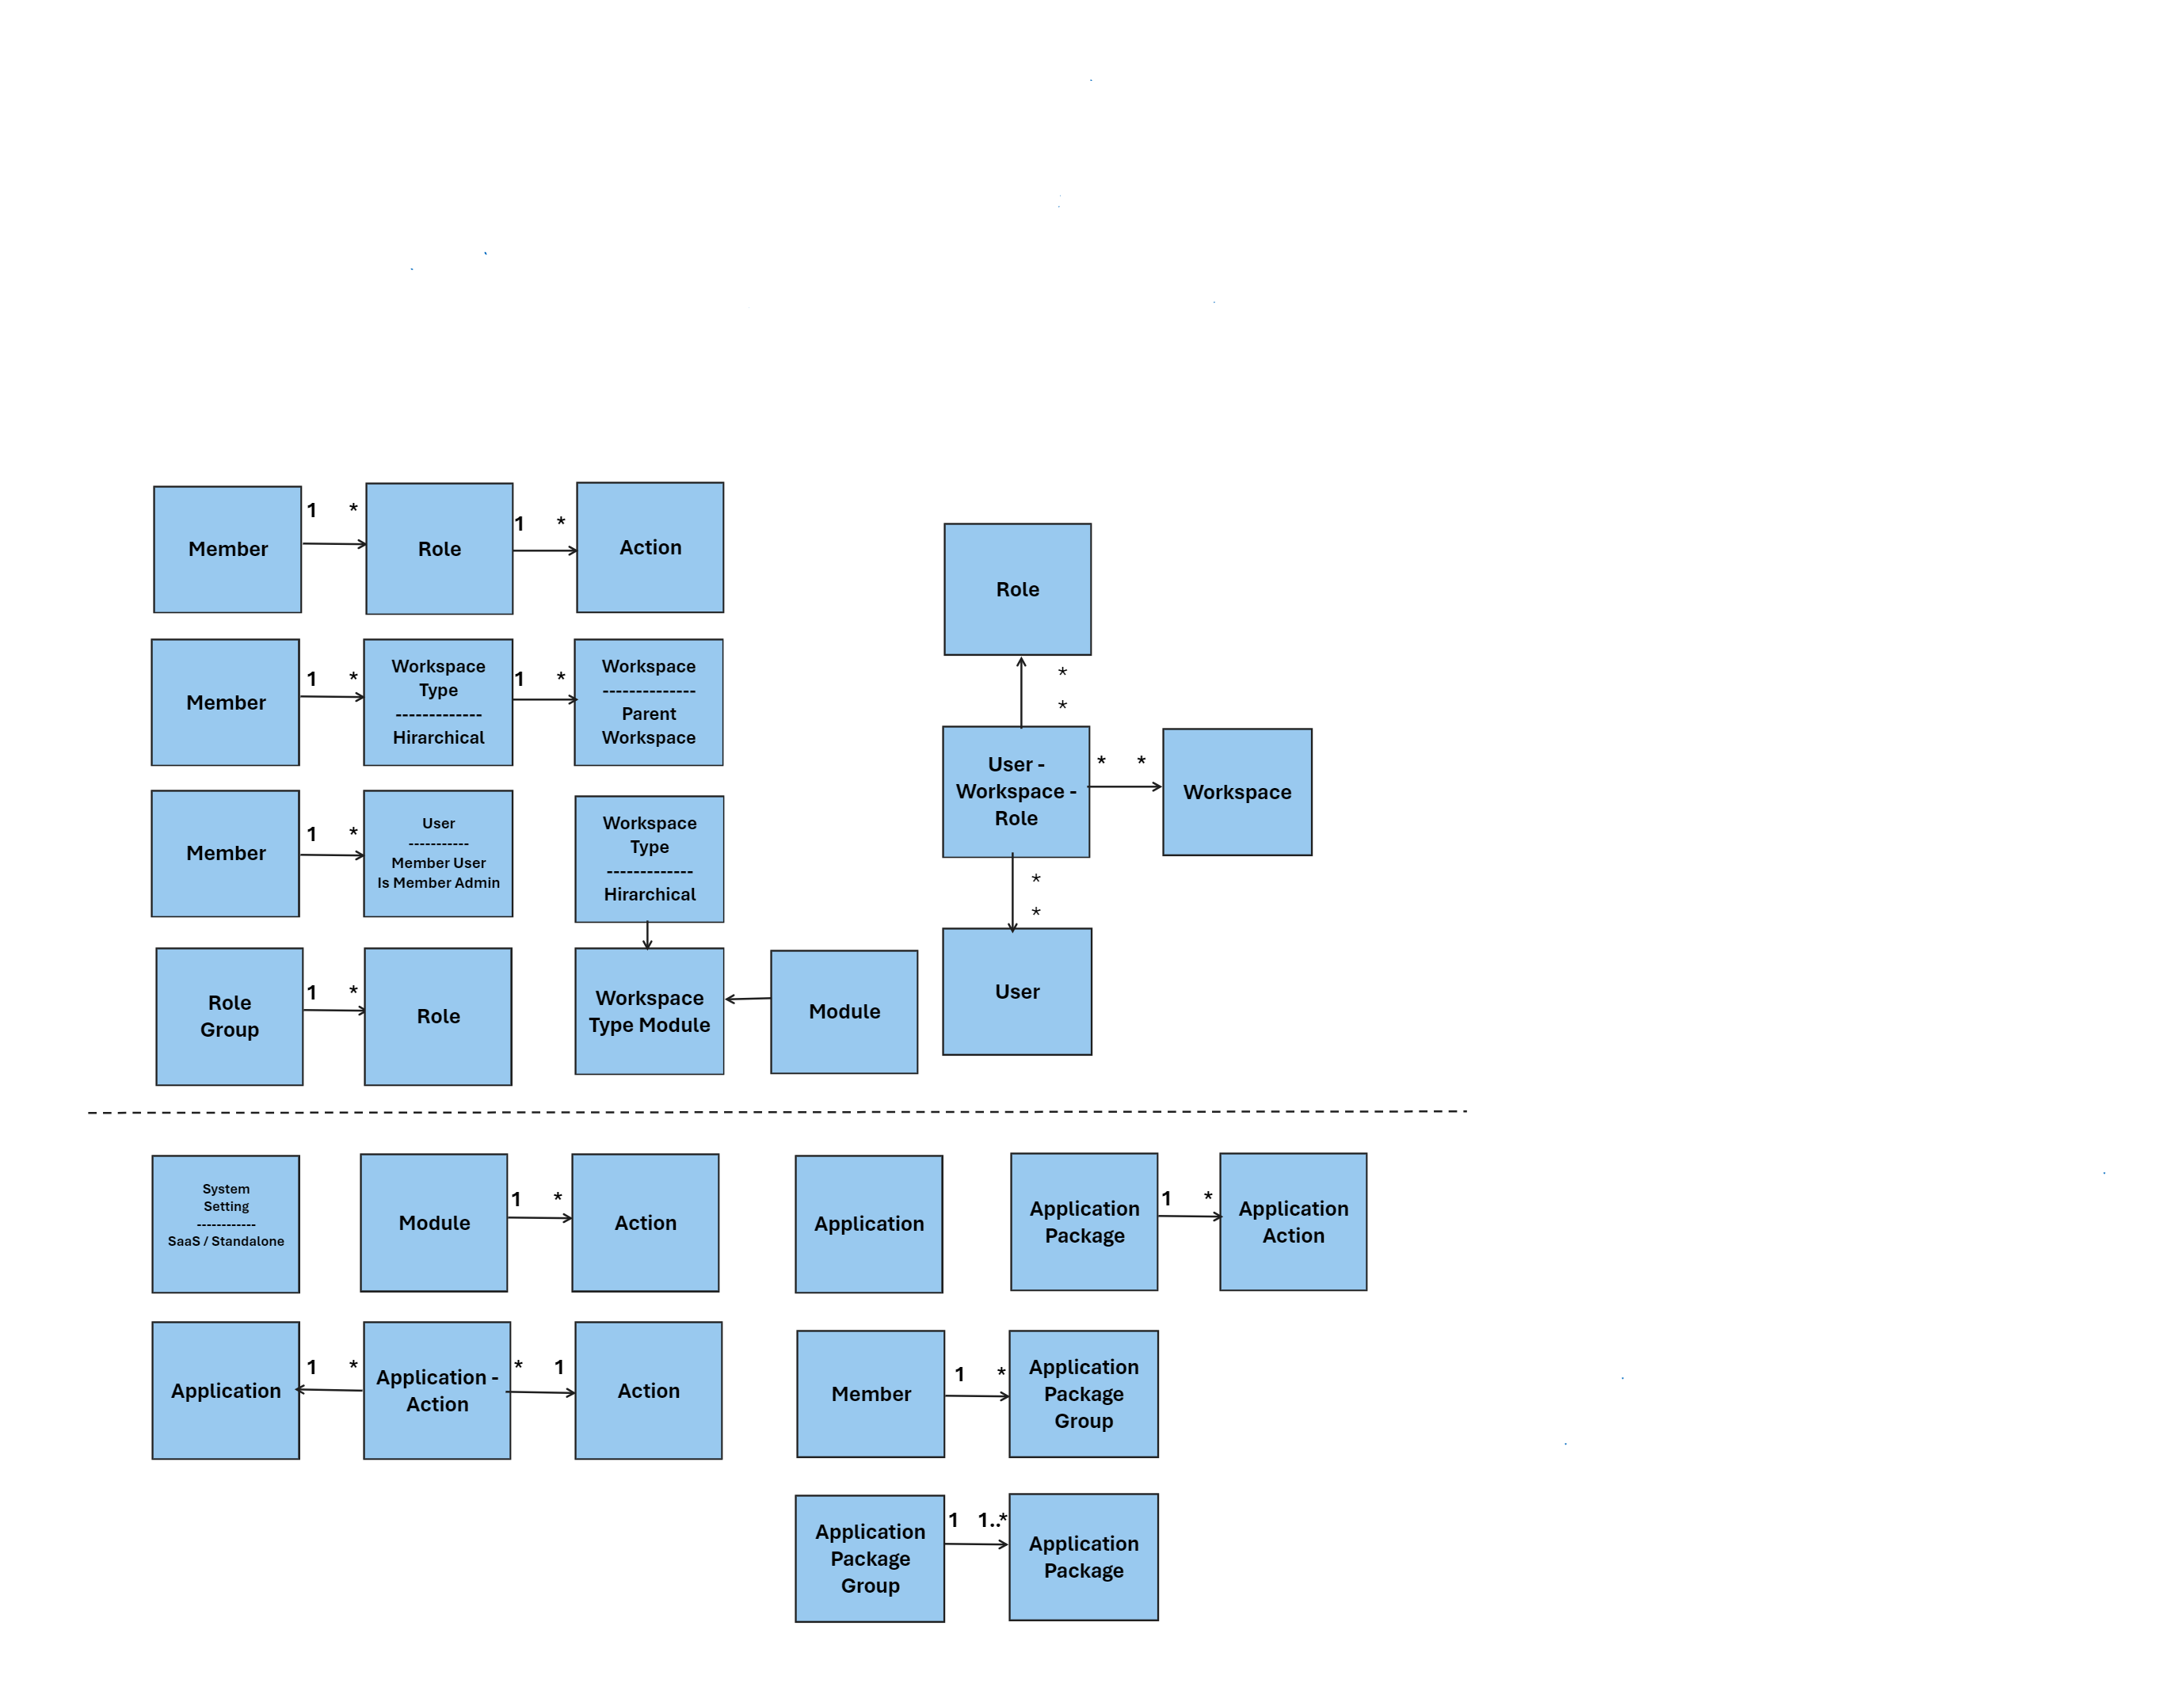 Member
1 *
Role
1 *
Action
Member
1 *
Workspace
Type
-------------
Hirarchical
1 *
Workspace
--------------
Parent
Workspace
Member
1 *
User
-----------
Member User
Is Member Admin
Workspace
Type
-------------
Hirarchical
Role
Group
1 *
Role
Workspace
Type Module
Module
Role
*
*
User -
Workspace -
Role
* *
Workspace
*
*
User
System
Setting
------------
SaaS / Standalone
Module
1 *
Action
Application
Application
Package
1 *
Application
Action
Application
1 *
Application -
Action
* 1
Action
Member
1 *
Application
Package
Group
Application
Package
Group
1 1..*
Application
Package